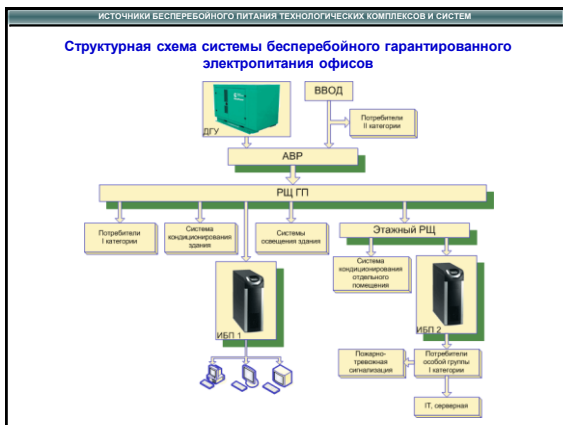 ИСТОЧНИКИ БЕСПЕРЕБОЙНОГО ПИТАНИЯ ТЕХНОЛОГИЧЕСКИХ КОМПЛЕКСОВ И СИСТЕМ
Структурная схема системы бесперебойного гарантированного
электропитания офисов
ДГУ
ВВОД
Потребители
II категории
АВР
РЩ ГП
Потребители
I категории
Система
кондиционирования
здания
Системы
освещения здания
Этажный РЩ
Система
кондиционирования
отдельного
помещения
ИБП 1
ИБП 2
Пожарно-
тревожная
сигнализация
Потребители
особой группы
I категории
IT, серверная